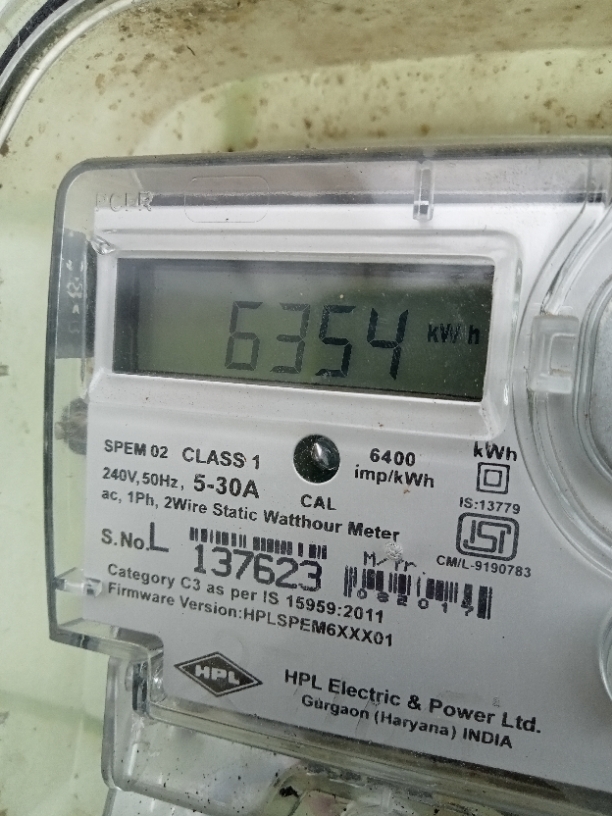 6354 kWh
SPEM 02 CLASS 1
6400
imp/kWh
kWh
240V, 50Hz, 5-30A
CAL
IS:13779
ac, 1Ph, 2Wire Static Watthour Meter
ISI
CM/L-9190783
S.No. L 137623
M/Yr.
082017
Category C3 as per IS 15959:2011
Firmware Version:HPLSPEM6XXX01
HPL
HPL Electric & Power Ltd.
Gurgaon (Haryana) INDIA